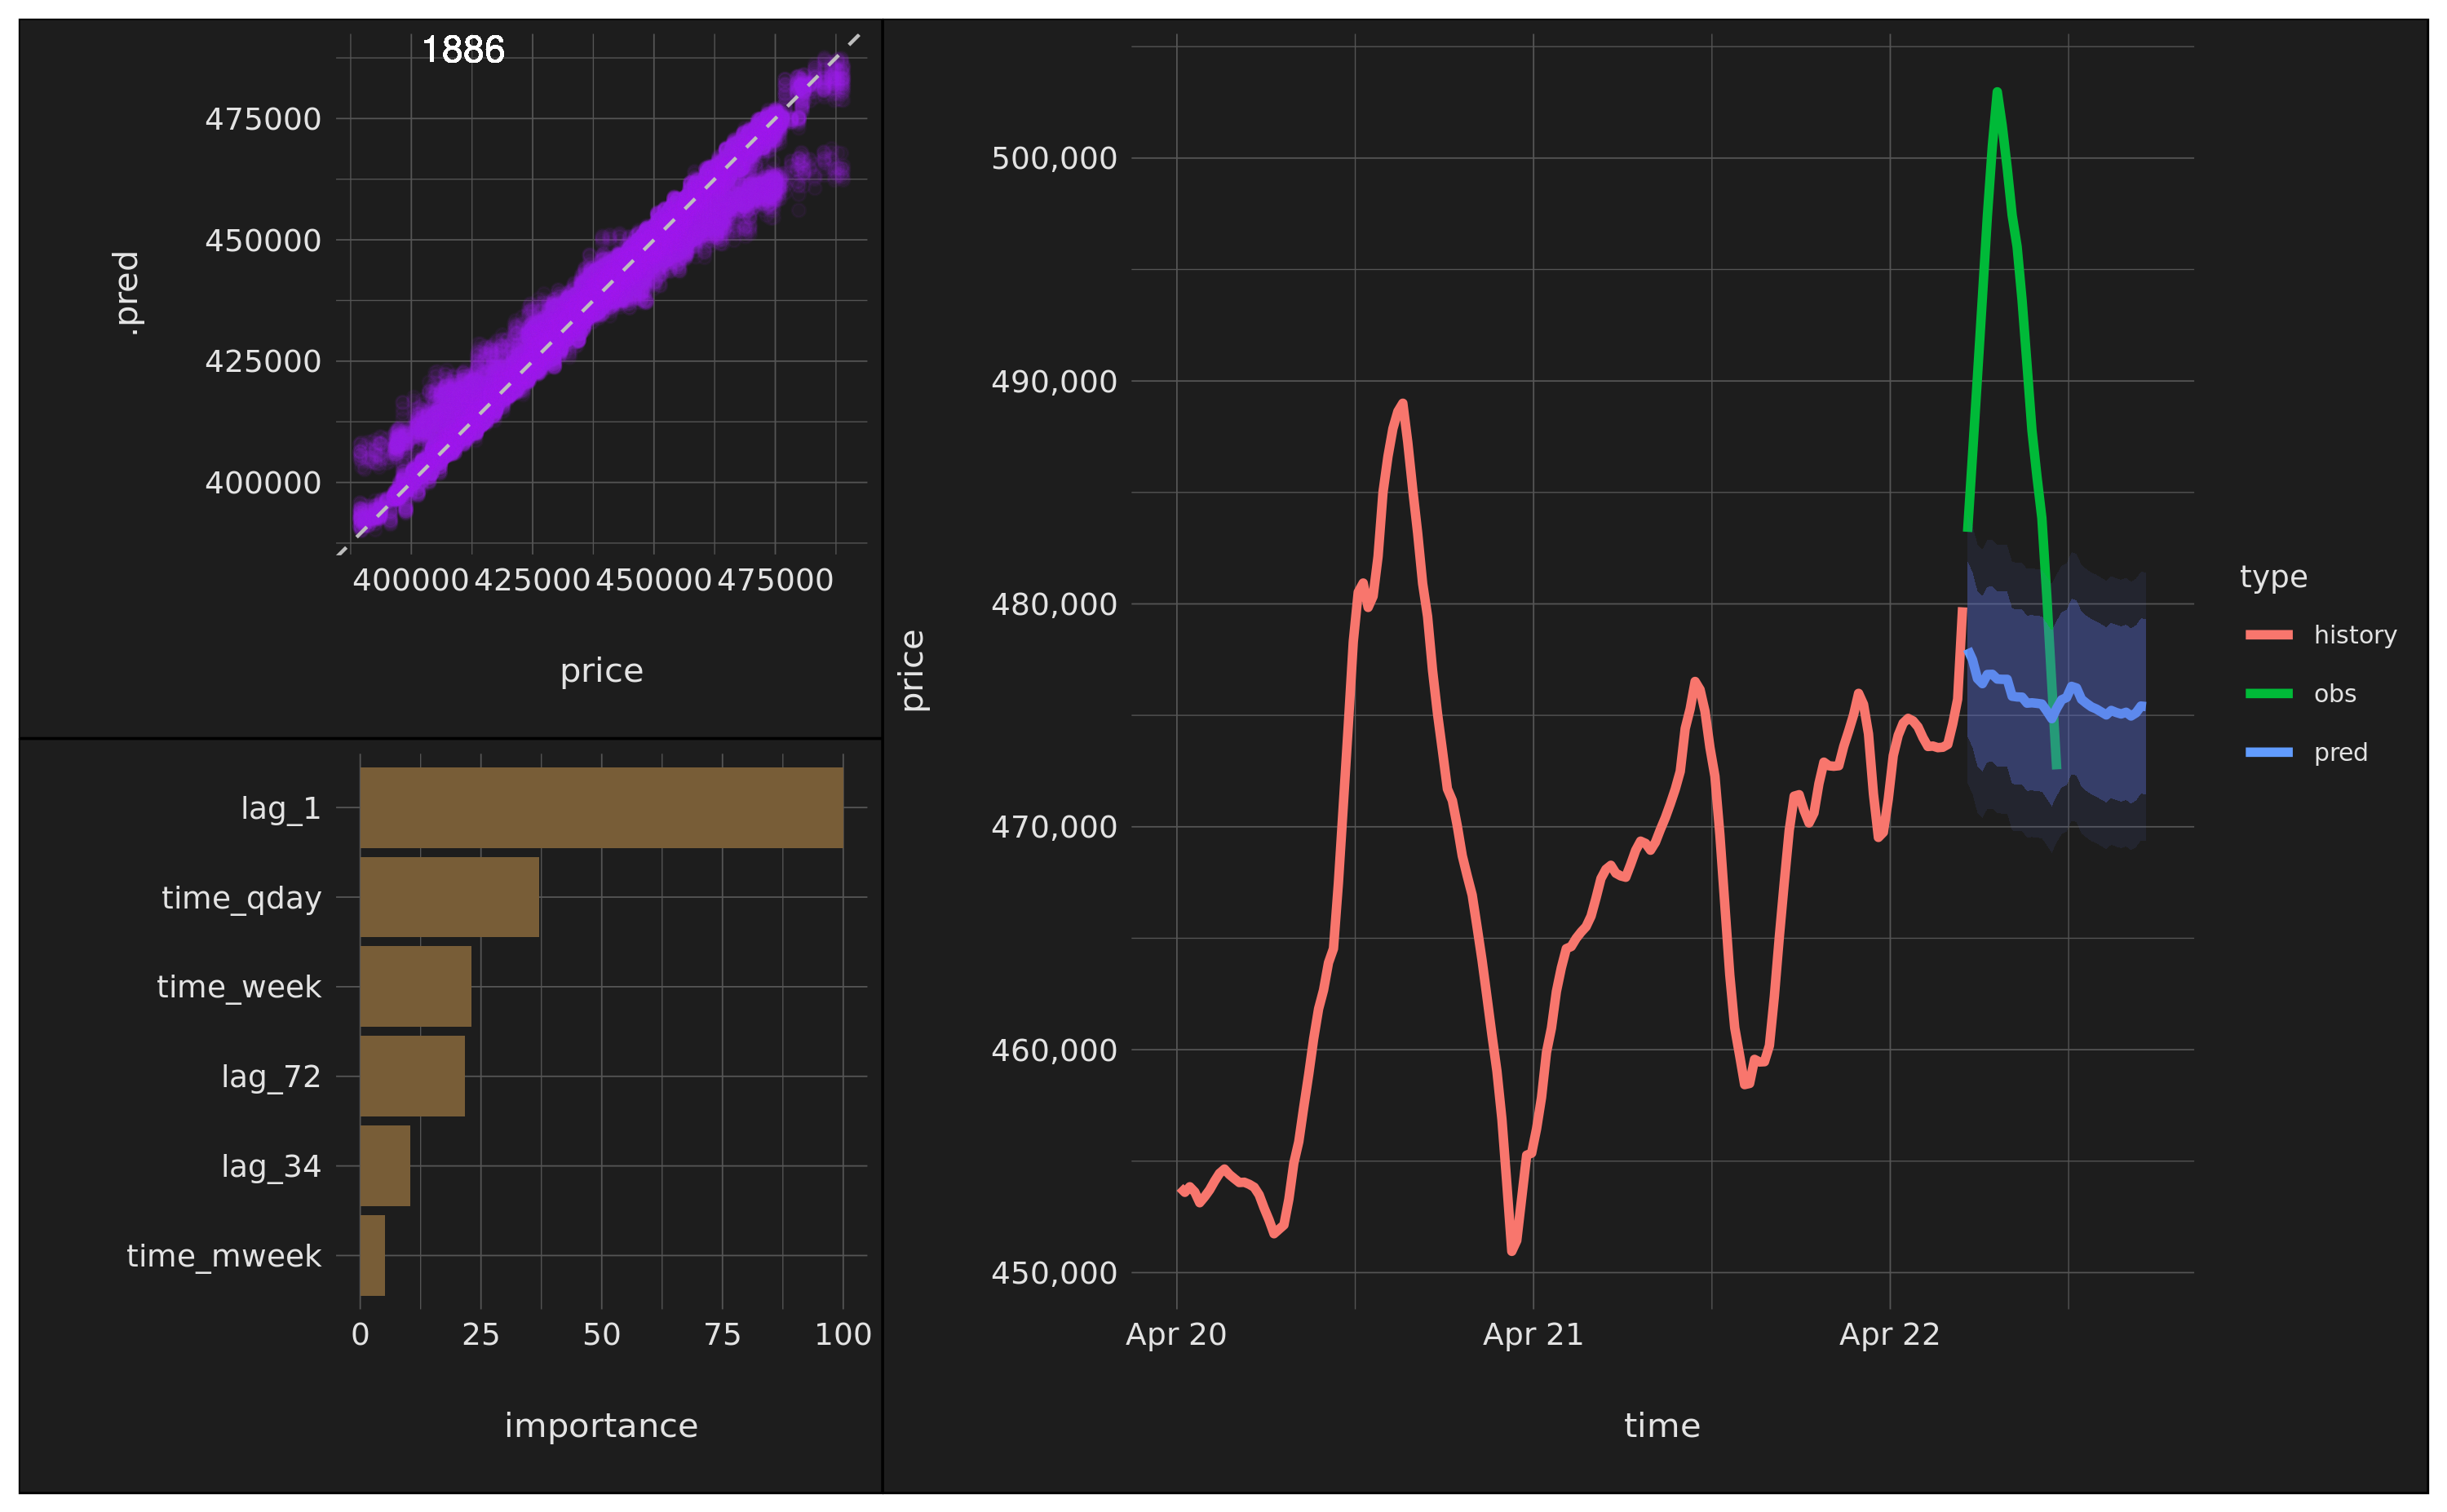 1886
.pred
475000
450000
425000
400000
400000 425000 450000 475000
price
lag_1
time_qday
time_week
lag_72
lag_34
time_mweek
0 25 50 75 100
importance
price
500,000
490,000
480,000
470,000
460,000
450,000
Apr 20 Apr 21 Apr 22
time
type
history
obs
pred